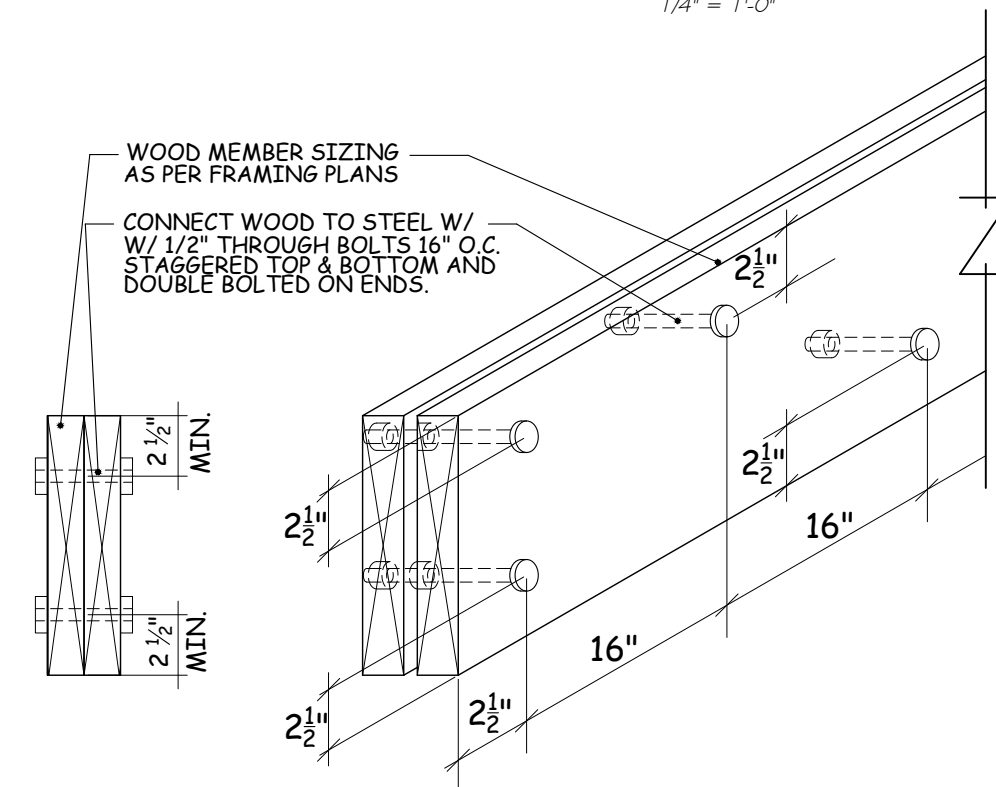 1/4" = 1'-0"
WOOD MEMBER SIZING
AS PER FRAMING PLANS
CONNECT WOOD TO STEEL W/
W/ 1/2" THROUGH BOLTS 16" O.C.
STAGGERED TOP & BOTTOM AND
DOUBLE BOLTED ON ENDS.
2 1/2"
2 1/2"
MIN.
2 1/2"
2 1/2"
16"
2 1/2"
MIN.
16"
2 1/2"
2 1/2"